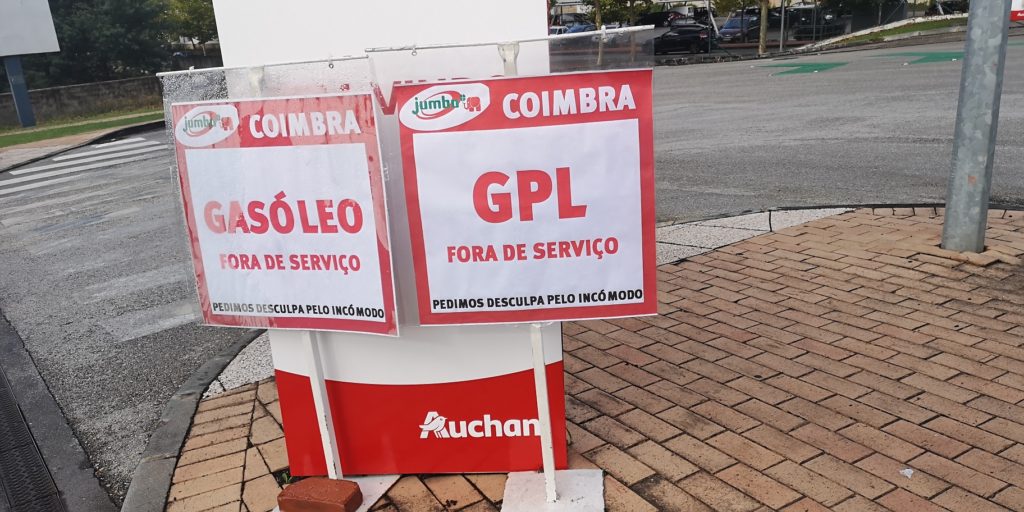 jumbo
COIMBRA
GASÓLEO
FORA DE SERVIÇO
PEDIMOS DESCULPA PELO INCÓMODO
jumbo
COIMBRA
GPL
FORA DE SERVIÇO
PEDIMOS DESCULPA PELO INCÓMODO
Auchan